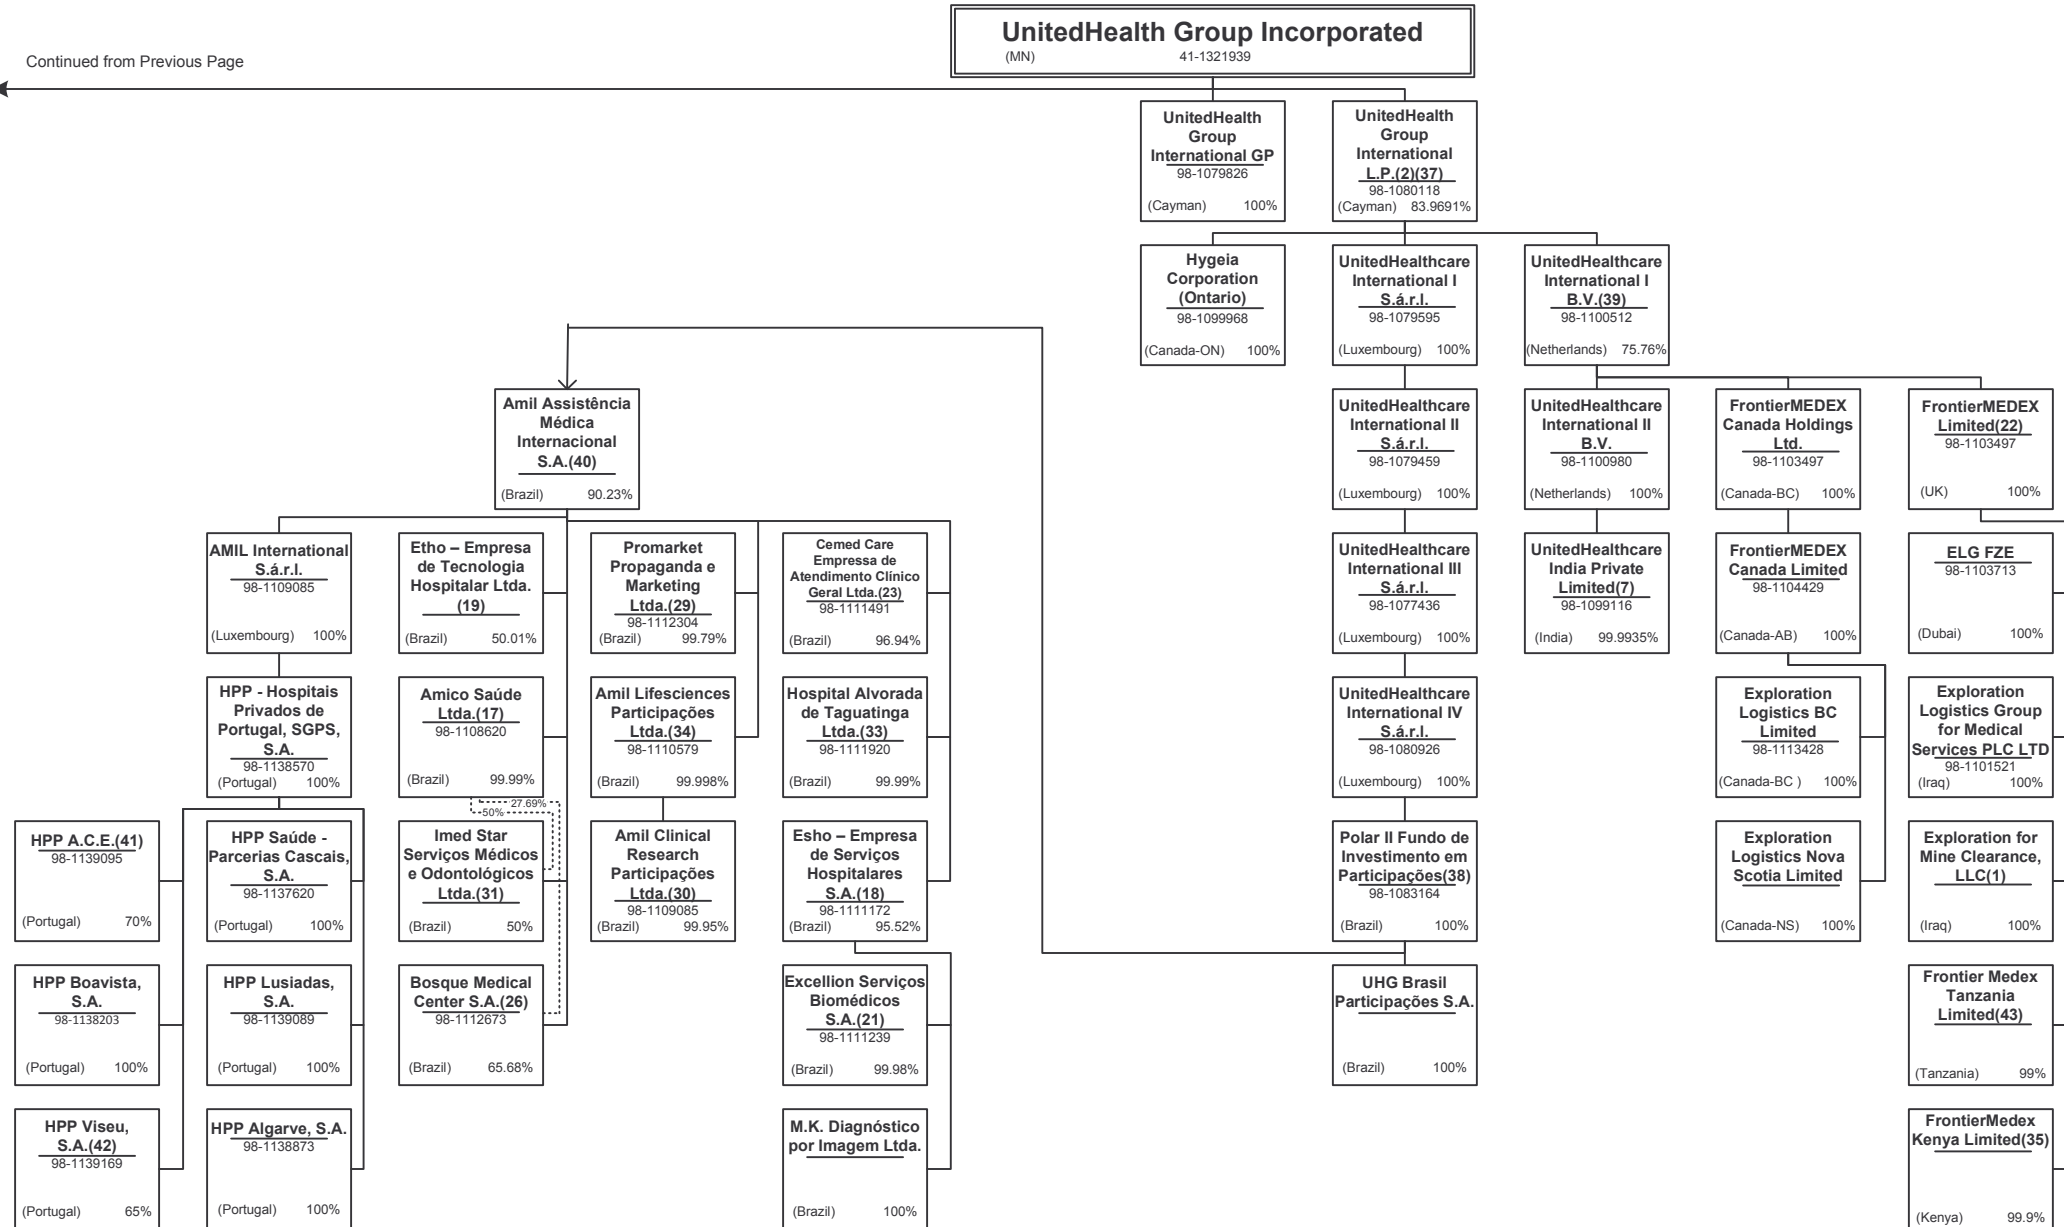 UnitedHealth Group Incorporated
(MN) 41-1321939
Continued from Previous Page
UnitedHealth
Group
International GP
98-1079826
(Cayman) 100%
UnitedHealth
Group
International
L.P.(2)(37)
98-1080118
(Cayman) 83.9691%
Hygeia
Corporation
(Ontario)
98-1099968
(Canada-ON) 100%
UnitedHealthcare
International I
S.á.r.l.
98-1079595
(Luxembourg) 100%
UnitedHealthcare
International I
B.V.(39)
98-1100512
(Netherlands) 75.76%
Amil Assistência
Médica
Internacional
S.A.(40)
(Brazil) 90.23%
UnitedHealthcare
International II
S.á.r.l.
98-1079459
(Luxembourg) 100%
UnitedHealthcare
International II
B.V.
98-1100980
(Netherlands) 100%
FrontierMEDEX
Canada Holdings
Ltd.
98-1103497
(Canada-BC) 100%
FrontierMEDEX
Limited(22)
98-1103497
(UK) 100%
AMIL International
S.á.r.l.
98-1109085
(Luxembourg) 100%
Etho – Empresa
de Tecnologia
Hospitalar Ltda.
(19)
(Brazil) 50.01%
Promarket
Propaganda e
Marketing
Ltda.(29)
98-1112304
(Brazil) 99.79%
Cemed Care
Empressa de
Atendimento Clínico
Geral Ltda.(23)
98-1111491
(Brazil) 96.94%
UnitedHealthcare
International III
S.á.r.l.
98-1077436
(Luxembourg) 100%
UnitedHealthcare
India Private
Limited(7)
98-1099116
(India) 99.9935%
FrontierMEDEX
Canada Limited
98-1104429
(Canada-AB) 100%
ELG FZE
98-1103713
(Dubai) 100%
HPP - Hospitais
Privados de
Portugal, SGPS,
S.A.
98-1138570
(Portugal) 100%
Amico Saúde
Ltda.(17)
98-1108620
(Brazil) 99.99%
Amil Lifesciences
Participações
Ltda.(34)
98-1110579
(Brazil) 99.998%
Hospital Alvorada
de Taguatinga
Ltda.(33)
98-1111920
(Brazil) 99.99%
UnitedHealthcare
International IV
S.á.r.l.
98-1080926
(Luxembourg) 100%
Exploration
Logistics BC
Limited
98-1113428
(Canada-BC ) 100%
Exploration
Logistics Group
for Medical
Services PLC LTD
98-1101521
(Iraq) 100%
27.69%
50%
HPP A.C.E.(41)
98-1139095
(Portugal) 70%
HPP Saúde -
Parcerias Cascais,
S.A.
98-1137620
(Portugal) 100%
Imed Star
Serviços Médicos
e Odontológicos
Ltda.(31)
(Brazil) 50%
Amil Clinical
Research
Participações
Ltda.(30)
98-1109085
(Brazil) 99.95%
Esho – Empresa
de Serviços
Hospitalares
S.A.(18)
98-1111172
(Brazil) 95.52%
Polar II Fundo de
Investimento em
Participações(38)
98-1083164
(Brazil) 100%
Exploration
Logistics Nova
Scotia Limited
(Canada-NS) 100%
Exploration for
Mine Clearance,
LLC(1)
(Iraq) 100%
HPP Boavista,
S.A.
98-1138203
(Portugal) 100%
HPP Lusiadas,
S.A.
98-1139089
(Portugal) 100%
Bosque Medical
Center S.A.(26)
98-1112673
(Brazil) 65.68%
Excellion Serviços
Biomédicos
S.A.(21)
98-1111239
(Brazil) 99.98%
UHG Brasil
Participações S.A.
(Brazil) 100%
Frontier Medex
Tanzania
Limited(43)
(Tanzania) 99%
HPP Viseu,
S.A.(42)
98-1139169
(Portugal) 65%
HPP Algarve, S.A.
98-1138873
(Portugal) 100%
M.K. Diagnóstico
por Imagem Ltda.
(Brazil) 100%
FrontierMedex
Kenya Limited(35)
(Kenya) 99.9%